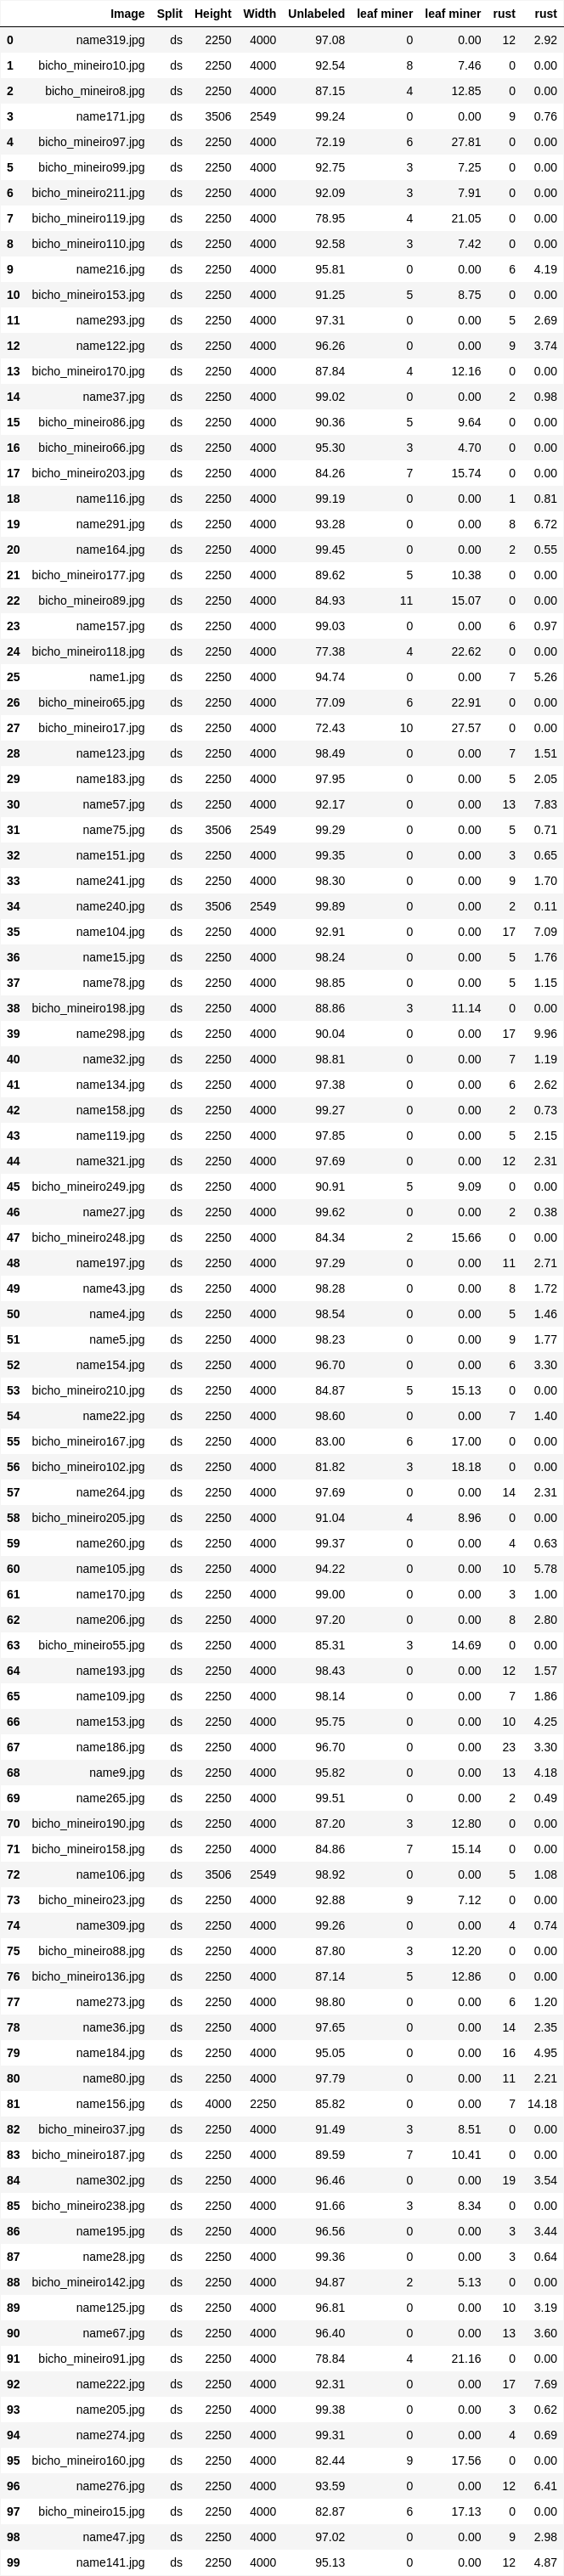 Image Split Height Width Unlabeled leaf miner leaf miner rust rust
0 name319.jpg ds 2250 4000 97.08 0 0.00 12 2.92
1 bicho_mineiro10.jpg ds 2250 4000 92.54 8 7.46 0 0.00
2 bicho_mineiro8.jpg ds 2250 4000 87.15 4 12.85 0 0.00
3 name171.jpg ds 3506 2549 99.24 0 0.00 9 0.76
4 bicho_mineiro97.jpg ds 2250 4000 72.19 6 27.81 0 0.00
5 bicho_mineiro99.jpg ds 2250 4000 92.75 3 7.25 0 0.00
6 bicho_mineiro211.jpg ds 2250 4000 92.09 3 7.91 0 0.00
7 bicho_mineiro119.jpg ds 2250 4000 78.95 4 21.05 0 0.00
8 bicho_mineiro110.jpg ds 2250 4000 92.58 3 7.42 0 0.00
9 name216.jpg ds 2250 4000 95.81 0 0.00 6 4.19
10 bicho_mineiro153.jpg ds 2250 4000 91.25 5 8.75 0 0.00
11 name293.jpg ds 2250 4000 97.31 0 0.00 5 2.69
12 name122.jpg ds 2250 4000 96.26 0 0.00 9 3.74
13 bicho_mineiro170.jpg ds 2250 4000 87.84 4 12.16 0 0.00
14 name37.jpg ds 2250 4000 99.02 0 0.00 2 0.98
15 bicho_mineiro86.jpg ds 2250 4000 90.36 5 9.64 0 0.00
16 bicho_mineiro66.jpg ds 2250 4000 95.30 3 4.70 0 0.00
17 bicho_mineiro203.jpg ds 2250 4000 84.26 7 15.74 0 0.00
18 name116.jpg ds 2250 4000 99.19 0 0.00 1 0.81
19 name291.jpg ds 2250 4000 93.28 0 0.00 8 6.72
20 name164.jpg ds 2250 4000 99.45 0 0.00 2 0.55
21 bicho_mineiro177.jpg ds 2250 4000 89.62 5 10.38 0 0.00
22 bicho_mineiro89.jpg ds 2250 4000 84.93 11 15.07 0 0.00
23 name157.jpg ds 2250 4000 99.03 0 0.00 6 0.97
24 bicho_mineiro118.jpg ds 2250 4000 77.38 4 22.62 0 0.00
25 name1.jpg ds 2250 4000 94.74 0 0.00 7 5.26
26 bicho_mineiro65.jpg ds 2250 4000 77.09 6 22.91 0 0.00
27 bicho_mineiro17.jpg ds 2250 4000 72.43 10 27.57 0 0.00
28 name123.jpg ds 2250 4000 98.49 0 0.00 7 1.51
29 name183.jpg ds 2250 4000 97.95 0 0.00 5 2.05
30 name57.jpg ds 2250 4000 92.17 0 0.00 13 7.83
31 name75.jpg ds 3506 2549 99.29 0 0.00 5 0.71
32 name151.jpg ds 2250 4000 99.35 0 0.00 3 0.65
33 name241.jpg ds 2250 4000 98.30 0 0.00 9 1.70
34 name240.jpg ds 3506 2549 99.89 0 0.00 2 0.11
35 name104.jpg ds 2250 4000 92.91 0 0.00 17 7.09
36 name15.jpg ds 2250 4000 98.24 0 0.00 5 1.76
37 name78.jpg ds 2250 4000 98.85 0 0.00 5 1.15
38 bicho_mineiro198.jpg ds 2250 4000 88.86 3 11.14 0 0.00
39 name298.jpg ds 2250 4000 90.04 0 0.00 17 9.96
40 name32.jpg ds 2250 4000 98.81 0 0.00 7 1.19
41 name134.jpg ds 2250 4000 97.38 0 0.00 6 2.62
42 name158.jpg ds 2250 4000 99.27 0 0.00 2 0.73
43 name119.jpg ds 2250 4000 97.85 0 0.00 5 2.15
44 name321.jpg ds 2250 4000 97.69 0 0.00 12 2.31
45 bicho_mineiro249.jpg ds 2250 4000 90.91 5 9.09 0 0.00
46 name27.jpg ds 2250 4000 99.62 0 0.00 2 0.38
47 bicho_mineiro248.jpg ds 2250 4000 84.34 2 15.66 0 0.00
48 name197.jpg ds 2250 4000 97.29 0 0.00 11 2.71
49 name43.jpg ds 2250 4000 98.28 0 0.00 8 1.72
50 name4.jpg ds 2250 4000 98.54 0 0.00 5 1.46
51 name5.jpg ds 2250 4000 98.23 0 0.00 9 1.77
52 name154.jpg ds 2250 4000 96.70 0 0.00 6 3.30
53 bicho_mineiro210.jpg ds 2250 4000 84.87 5 15.13 0 0.00
54 name22.jpg ds 2250 4000 98.60 0 0.00 7 1.40
55 bicho_mineiro167.jpg ds 2250 4000 83.00 6 17.00 0 0.00
56 bicho_mineiro102.jpg ds 2250 4000 81.82 3 18.18 0 0.00
57 name264.jpg ds 2250 4000 97.69 0 0.00 14 2.31
58 bicho_mineiro205.jpg ds 2250 4000 91.04 4 8.96 0 0.00
59 name260.jpg ds 2250 4000 99.37 0 0.00 4 0.63
60 name105.jpg ds 2250 4000 94.22 0 0.00 10 5.78
61 name170.jpg ds 2250 4000 99.00 0 0.00 3 1.00
62 name206.jpg ds 2250 4000 97.20 0 0.00 8 2.80
63 bicho_mineiro55.jpg ds 2250 4000 85.31 3 14.69 0 0.00
64 name193.jpg ds 2250 4000 98.43 0 0.00 12 1.57
65 name109.jpg ds 2250 4000 98.14 0 0.00 7 1.86
66 name153.jpg ds 2250 4000 95.75 0 0.00 10 4.25
67 name186.jpg ds 2250 4000 96.70 0 0.00 23 3.30
68 name9.jpg ds 2250 4000 95.82 0 0.00 13 4.18
69 name265.jpg ds 2250 4000 99.51 0 0.00 2 0.49
70 bicho_mineiro190.jpg ds 2250 4000 87.20 3 12.80 0 0.00
71 bicho_mineiro158.jpg ds 2250 4000 84.86 7 15.14 0 0.00
72 name106.jpg ds 3506 2549 98.92 0 0.00 5 1.08
73 bicho_mineiro23.jpg ds 2250 4000 92.88 9 7.12 0 0.00
74 name309.jpg ds 2250 4000 99.26 0 0.00 4 0.74
75 bicho_mineiro88.jpg ds 2250 4000 87.80 3 12.20 0 0.00
76 bicho_mineiro136.jpg ds 2250 4000 87.14 5 12.86 0 0.00
77 name273.jpg ds 2250 4000 98.80 0 0.00 6 1.20
78 name36.jpg ds 2250 4000 97.65 0 0.00 14 2.35
79 name184.jpg ds 2250 4000 95.05 0 0.00 16 4.95
80 name80.jpg ds 2250 4000 97.79 0 0.00 11 2.21
81 name156.jpg ds 4000 2250 85.82 0 0.00 7 14.18
82 bicho_mineiro37.jpg ds 2250 4000 91.49 3 8.51 0 0.00
83 bicho_mineiro187.jpg ds 2250 4000 89.59 7 10.41 0 0.00
84 name302.jpg ds 2250 4000 96.46 0 0.00 19 3.54
85 bicho_mineiro238.jpg ds 2250 4000 91.66 3 8.34 0 0.00
86 name195.jpg ds 2250 4000 96.56 0 0.00 3 3.44
87 name28.jpg ds 2250 4000 99.36 0 0.00 3 0.64
88 bicho_mineiro142.jpg ds 2250 4000 94.87 2 5.13 0 0.00
89 name125.jpg ds 2250 4000 96.81 0 0.00 10 3.19
90 name67.jpg ds 2250 4000 96.40 0 0.00 13 3.60
91 bicho_mineiro91.jpg ds 2250 4000 78.84 4 21.16 0 0.00
92 name222.jpg ds 2250 4000 92.31 0 0.00 17 7.69
93 name205.jpg ds 2250 4000 99.38 0 0.00 3 0.62
94 name274.jpg ds 2250 4000 99.31 0 0.00 4 0.69
95 bicho_mineiro160.jpg ds 2250 4000 82.44 9 17.56 0 0.00
96 name276.jpg ds 2250 4000 93.59 0 0.00 12 6.41
97 bicho_mineiro15.jpg ds 2250 4000 82.87 6 17.13 0 0.00
98 name47.jpg ds 2250 4000 97.02 0 0.00 9 2.98
99 name141.jpg ds 2250 4000 95.13 0 0.00 12 4.87